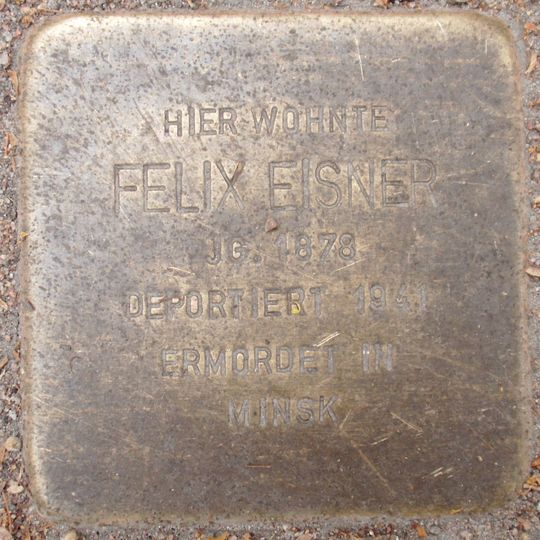 HIER WOHNTE
FELIX EISNER
JG. 1878
DEPORTIERT 1941
ERMORDET IN
MINSK